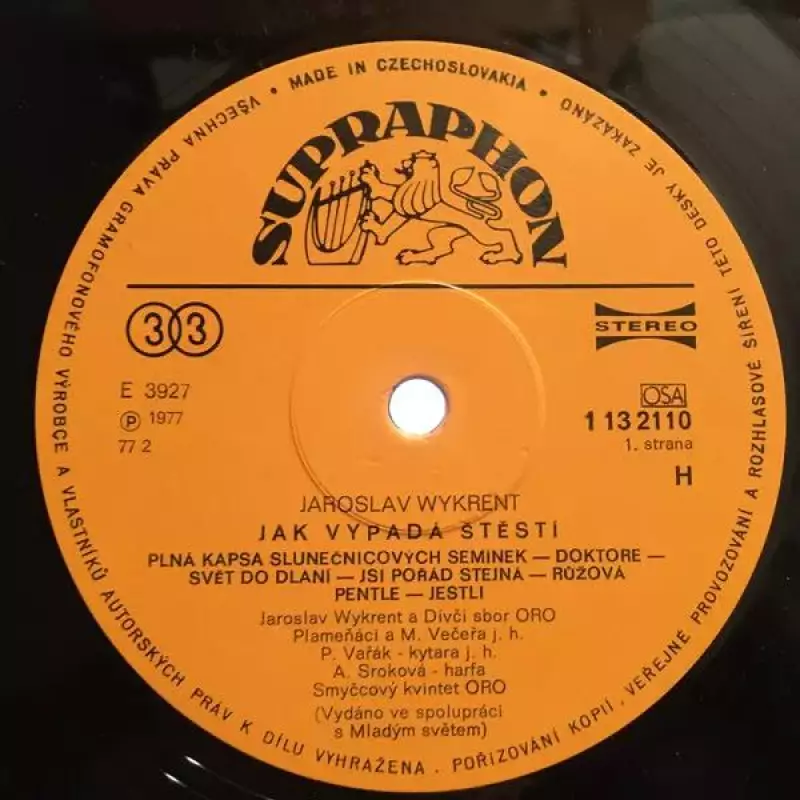 MADE IN CZECHOSLOVAKIA
VŠECHNA PRÁVA GRAMOFONOVÉHO VÝROBCE A VLASTNÍKŮ AUTORSKÝCH PRÁV K DÍLU VYHRAŽENA. POŘIZOVÁNÍ KOPIÍ, VEŘEJNÉ PROVOZOVÁNÍ A ROZHLASOVÉ ŠÍŘENÍ TÉTO DESKY JE ZAKÁZÁNO
SUPRAPHON
33
STEREO
E 3927
Ⓟ 1977
77 2
OSA
1 13 2110
1. strana
H
JAROSLAV WYKRENT
JAK VYPADÁ ŠTĚSTÍ
PLNÁ KAPSA SLUNEČNICOVÝCH SEMÍNEK — DOKTORE —
SVĚT DO DLANÍ — JSI POŘÁD STEJNÁ — RŮŽOVÁ
PENTLE — JESTLI
Jaroslav Wykrent a Dívčí sbor ORO
Plameňáci a M. Večeřa j. h.
P. Vařák - kytara j. h.
A. Sroková - harfa
Smyčcový kvintet ORO
(Vydáno ve spolupráci
s Mladým světem)